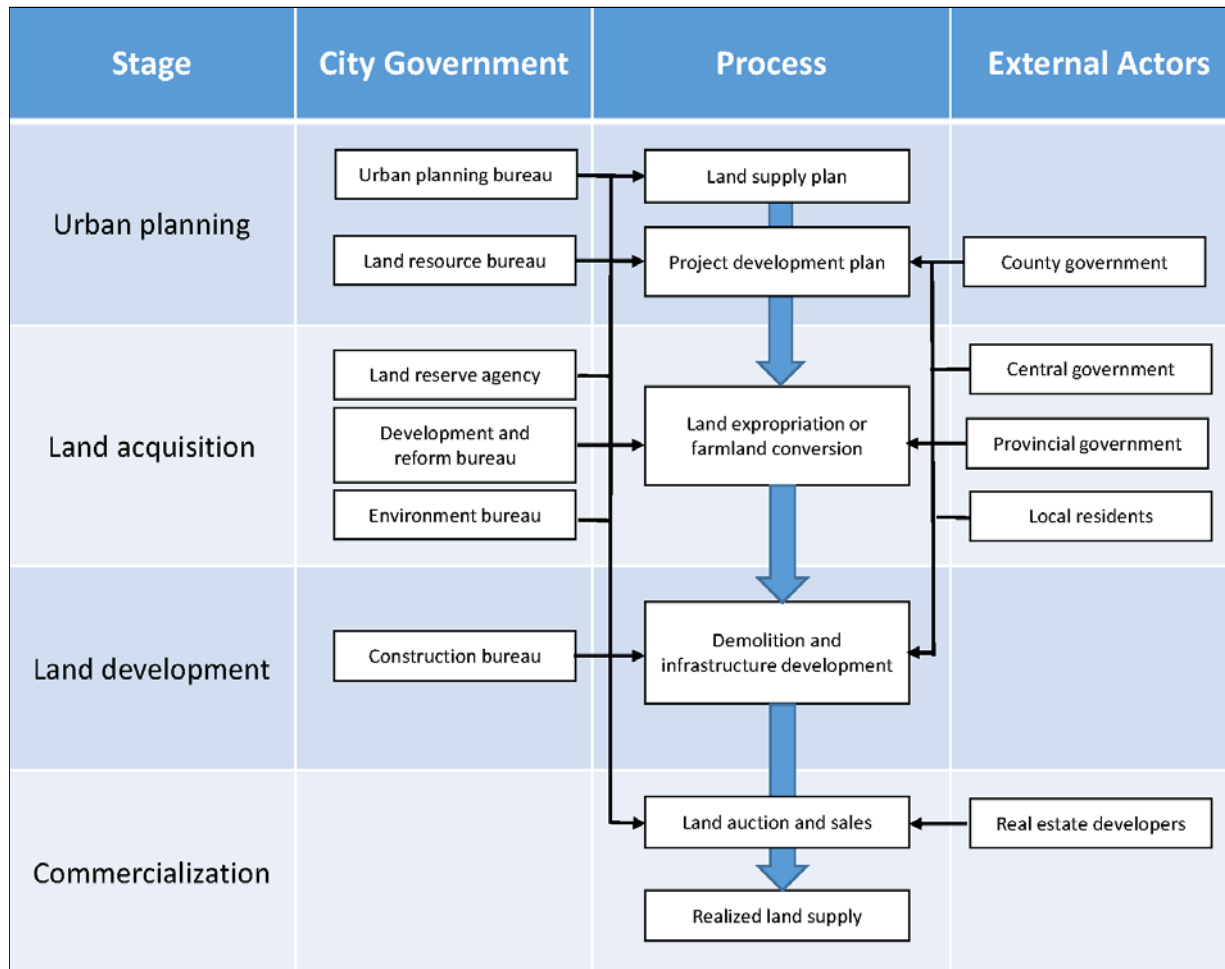 Stage
City Government
Process
External Actors
Urban planning
Urban planning bureau
Land supply plan
Land resource bureau
Project development plan
County government
Land acquisition
Land reserve agency
Central government
Development and
reform bureau
Land expropriation or
farmland conversion
Provincial government
Environment bureau
Local residents
Land development
Construction bureau
Demolition and
infrastructure development
Commercialization
Land auction and sales
Real estate developers
Realized land supply